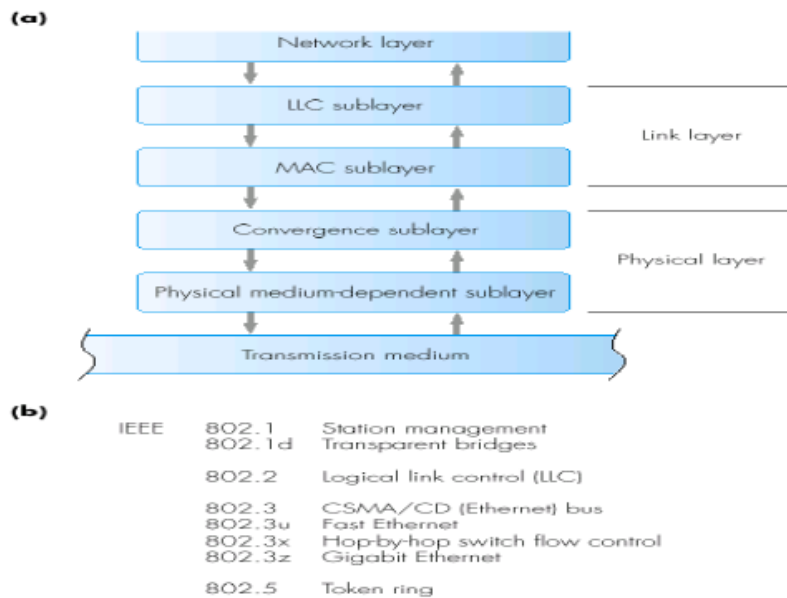 (a)
Network layer
LLC sublayer
Link layer
MAC sublayer
Convergence sublayer
Physical layer
Physical medium-dependent sublayer
Transmission medium
(b)
IEEE 802.1 Station management
802.1d Transparent bridges
802.2 Logical link control (LLC)
802.3 CSMA/CD (Ethernet) bus
802.3u Fast Ethernet
802.3x Hop-by-hop switch flow control
802.3z Gigabit Ethernet
802.5 Token ring